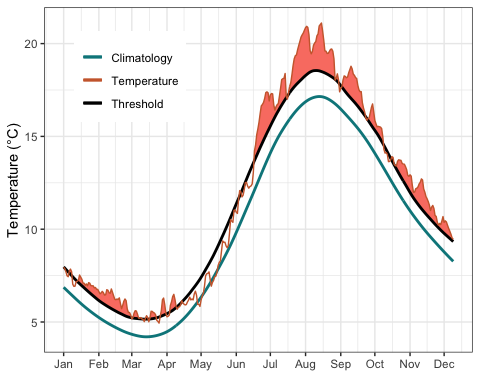 Temperature (°C)
20
15
10
5
Climatology
Temperature
Threshold
Jan Feb Mar Apr May Jun Jul Aug Sep Oct Nov Dec